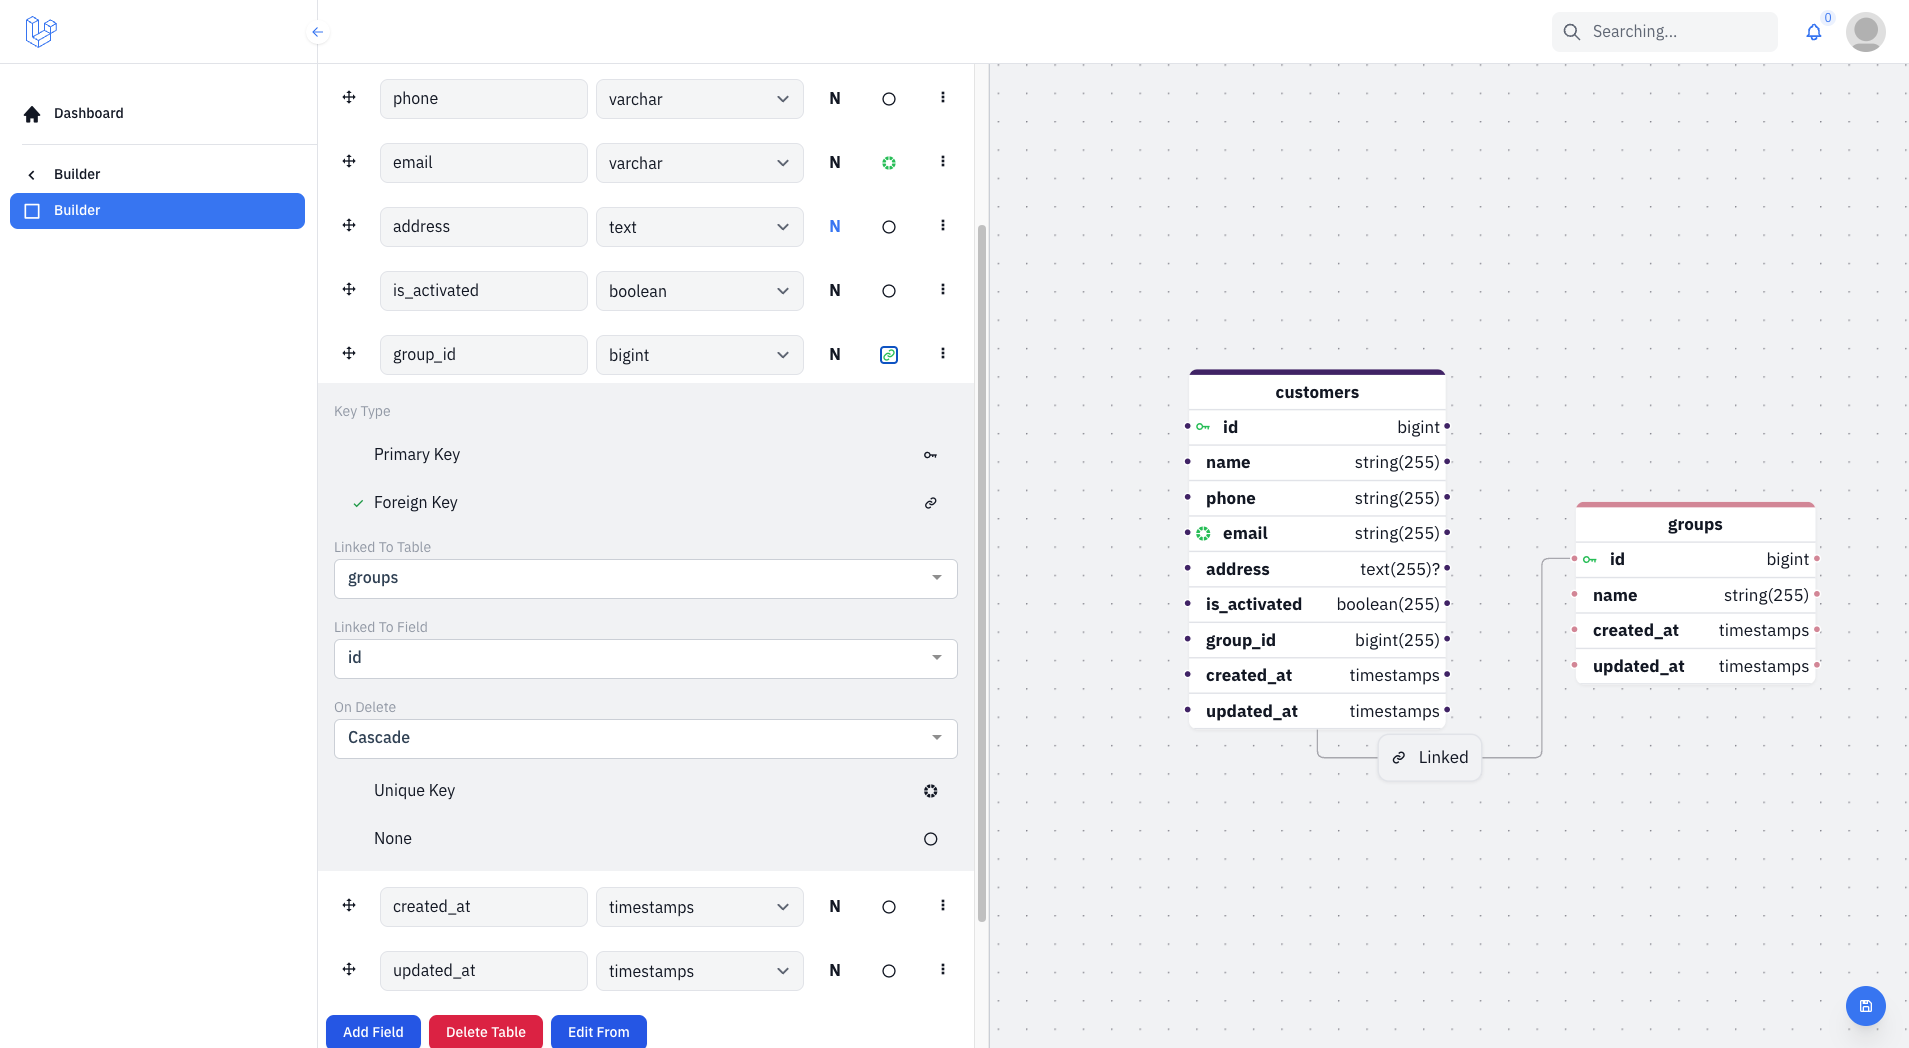 Searching...
0
Dashboard
Builder
Builder
phone varchar N
email varchar N
address text N
is_activated boolean N
group_id bigint N
Key Type
Primary Key
Foreign Key
Linked To Table
groups
Linked To Field
id
On Delete
Cascade
Unique Key
None
created_at timestamps N
updated_at timestamps N
Add Field Delete Table Edit From
customers
id bigint
name string(255)
phone string(255)
email string(255)
address text(255)?
is_activated boolean(255)
group_id bigint(255)
created_at timestamps
updated_at timestamps
Linked
groups
id bigint
name string(255)
created_at timestamps
updated_at timestamps